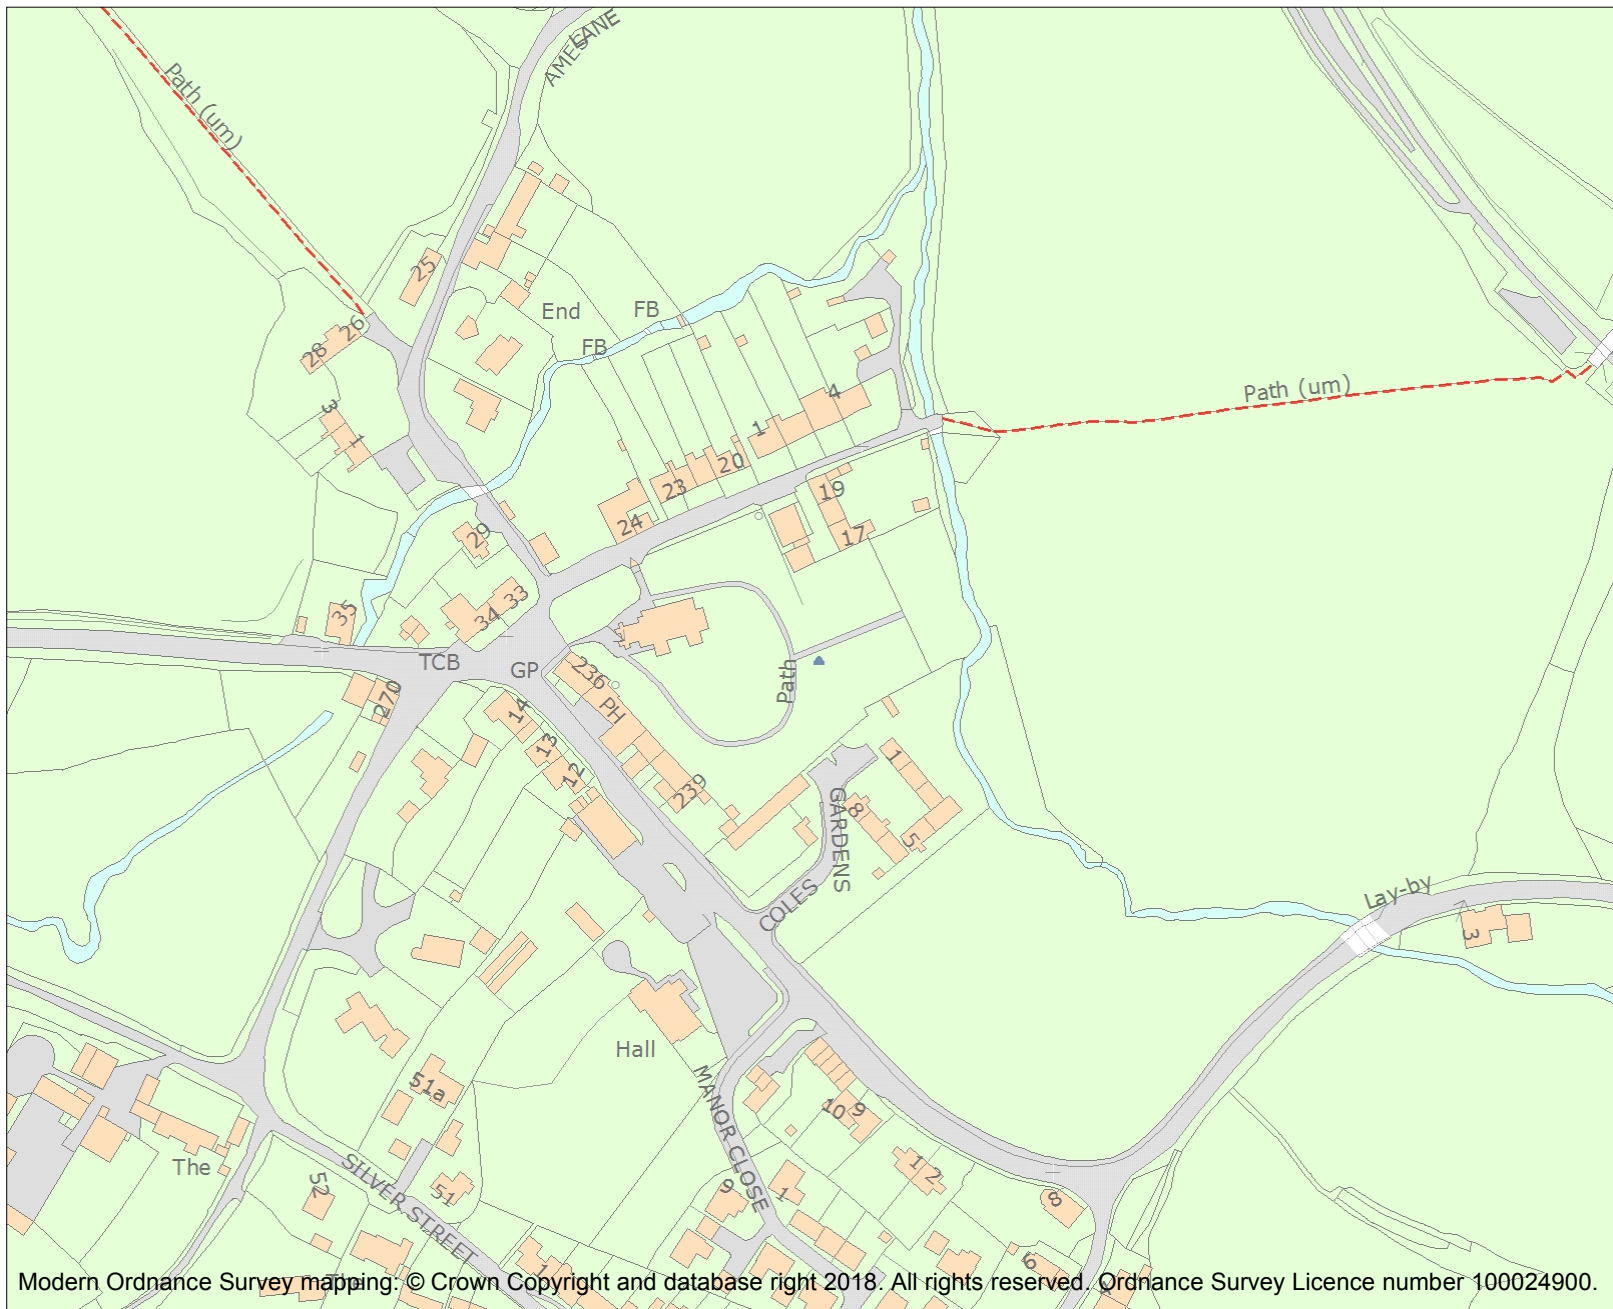 AMES LANE
Path (um)
25
End
FB
FB
26
28
3
1
4
1
20
23
24
Path (um)
19
17
29
33
34
35
TCB
GP
236
PH
270
14
13
12
239
Path
1
8
5
COLES GARDENS
Lay-by
3
Hall
51a
MANOR CLOSE
10
9
The
SILVER STREET
52
51
9
1
1 2
8
6
1
The
Modern Ordnance Survey mapping: © Crown Copyright and database right 2018. All rights reserved. Ordnance Survey Licence number 100024900.